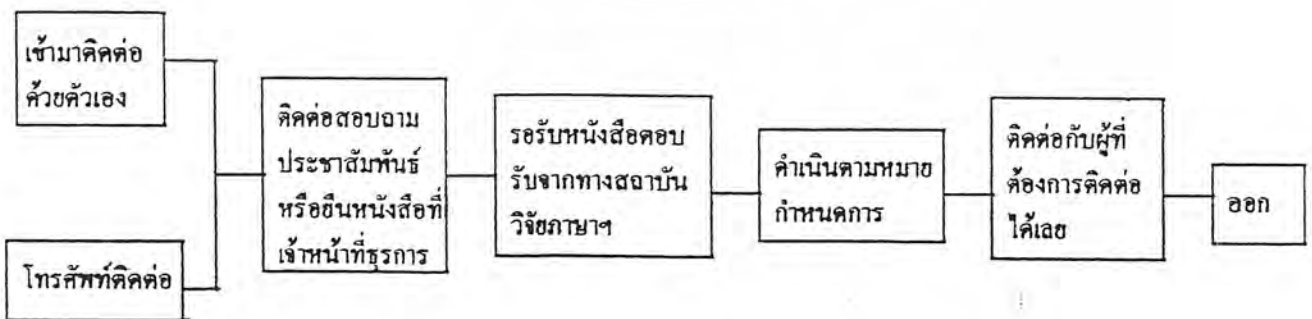 เข้ามาติดต่อ
ด้วยตัวเอง
โทรศัพท์ติดต่อ
ติดต่อสอบถาม
ประชาสัมพันธ์
หรือยื่นหนังสือที่
เจ้าหน้าที่ธุรการ
รอรับหนังสือตอบ
รับจากทางสถาบัน
วิจัยภาษาฯ
ดำเนินตามหมาย
กำหนดการ
ติดต่อกับผู้ที่
ต้องการติดต่อ
ได้เลย
ออก